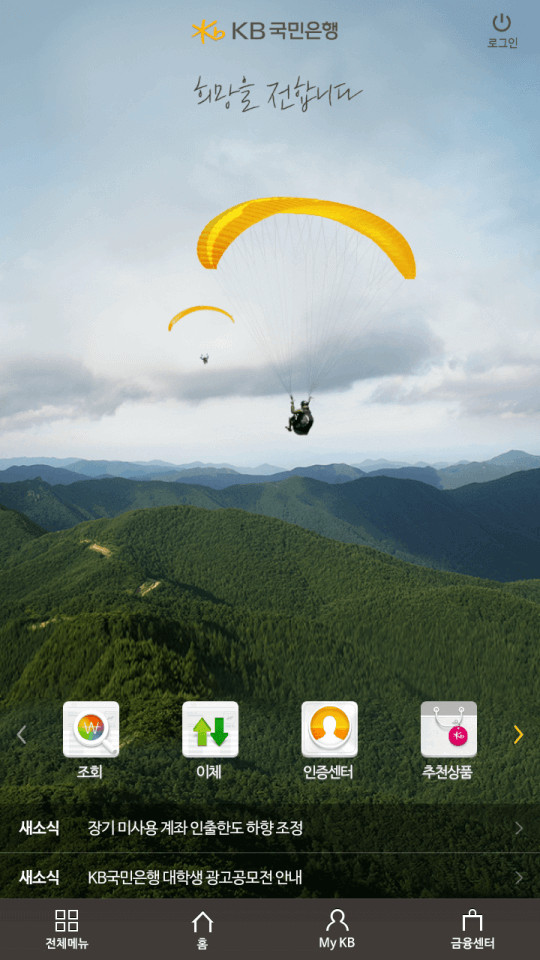 KB 국민은행
로그인
희망을 전합니다
조회
이체
인증센터
추천상품
새소식 장기 미사용 계좌 인출한도 하향 조정
새소식 KB국민은행 대학생 광고공모전 안내
전체메뉴
홈
My KB
금융센터